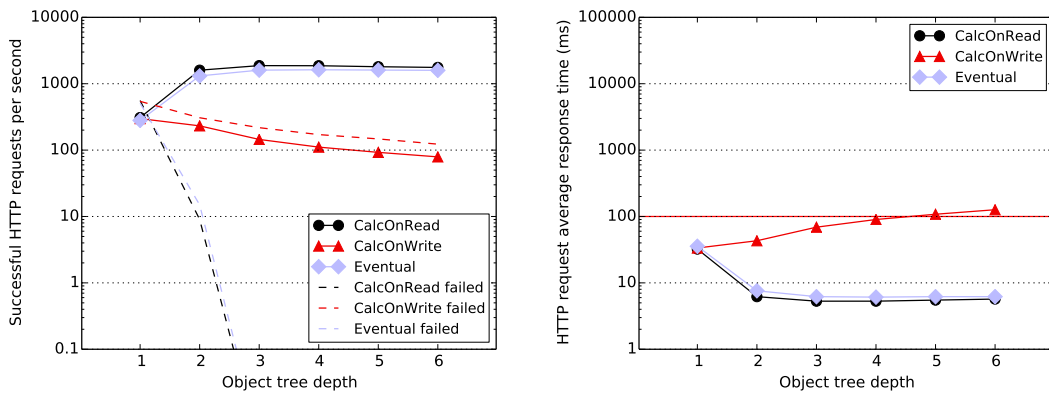 10000
1000
100
10
1
0.1
Successful HTTP requests per second
1 2 3 4 5 6
Object tree depth
CalcOnRead
CalcOnWrite
Eventual
CalcOnRead failed
CalcOnWrite failed
Eventual failed
100000
10000
1000
100
10
1
HTTP request average response time (ms)
1 2 3 4 5 6
Object tree depth
CalcOnRead
CalcOnWrite
Eventual